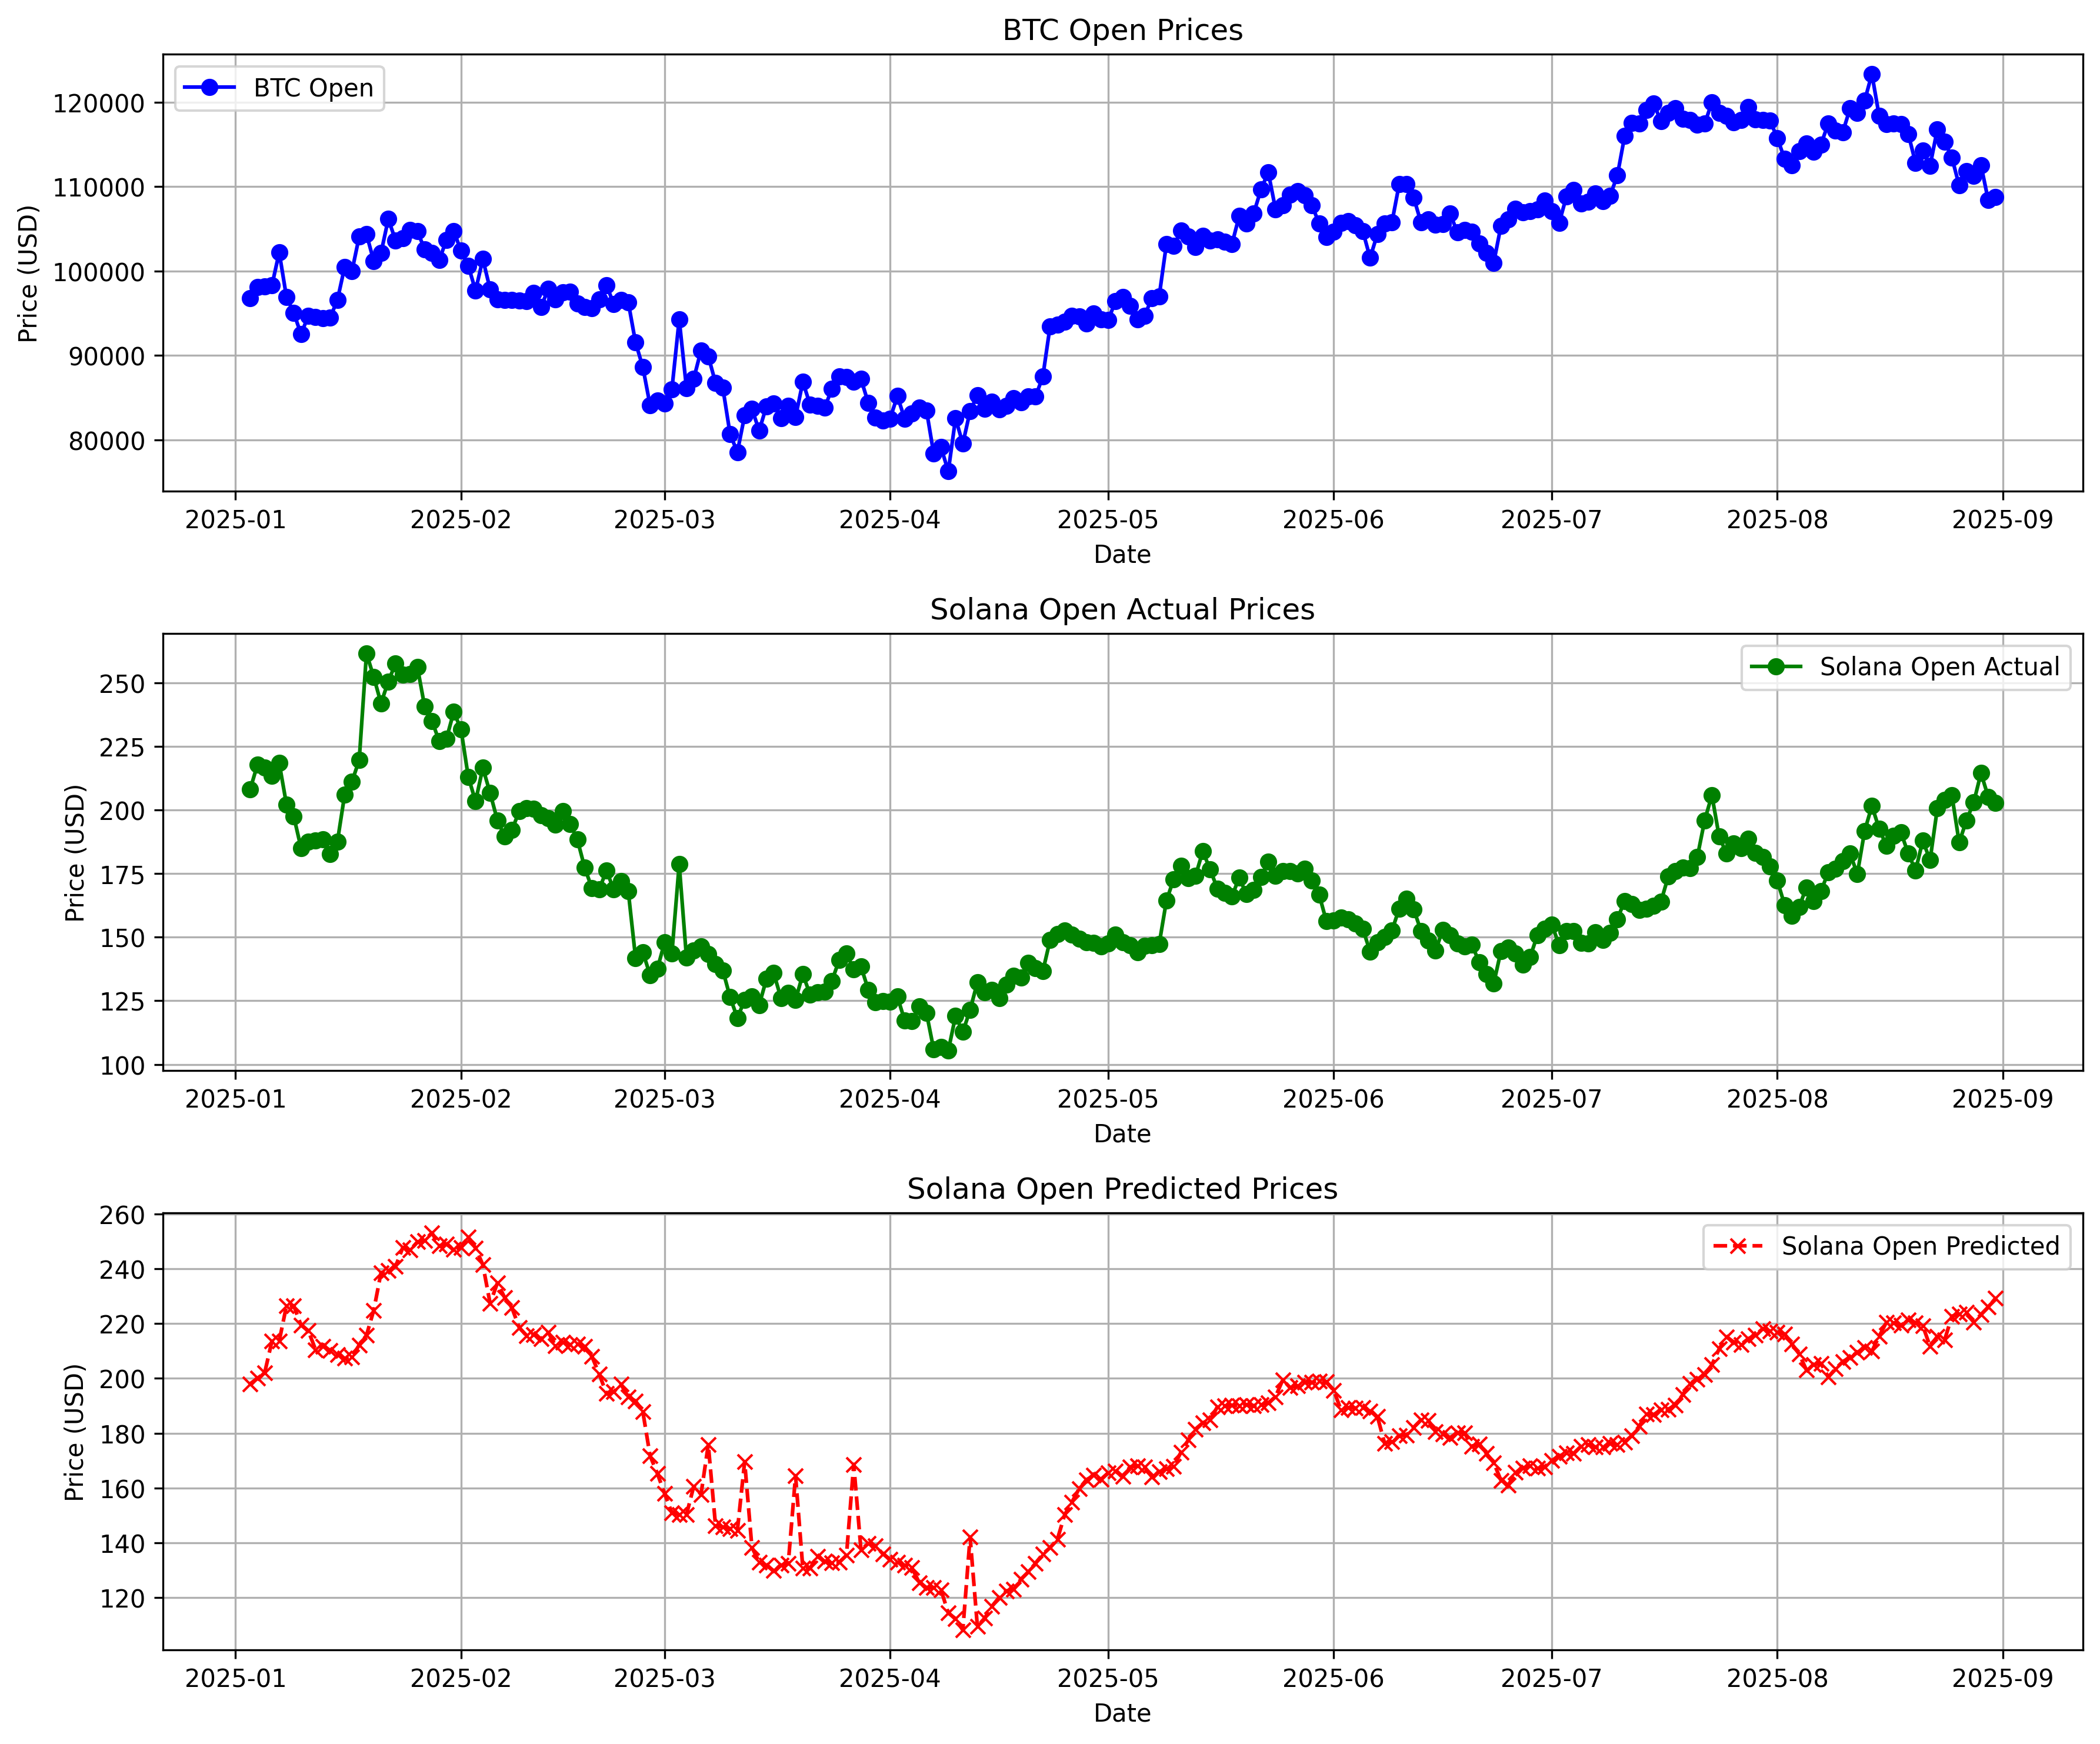 BTC Open Prices
BTC Open
120000
110000
100000
90000
80000
Price (USD)
2025-01 2025-02 2025-03 2025-04 2025-05 2025-06 2025-07 2025-08 2025-09
Date
Solana Open Actual Prices
Solana Open Actual
250
225
200
175
150
125
100
Price (USD)
2025-01 2025-02 2025-03 2025-04 2025-05 2025-06 2025-07 2025-08 2025-09
Date
Solana Open Predicted Prices
Solana Open Predicted
260
240
220
200
180
160
140
120
Price (USD)
2025-01 2025-02 2025-03 2025-04 2025-05 2025-06 2025-07 2025-08 2025-09
Date